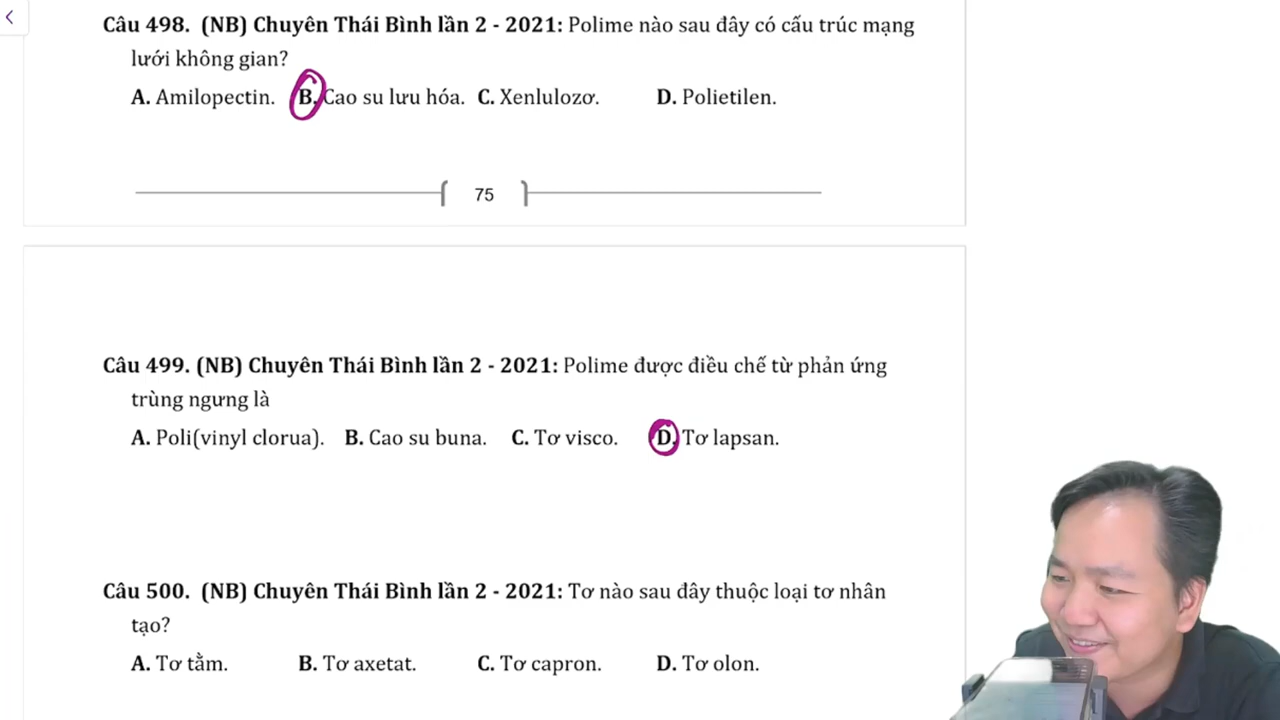 Câu 498. (NB) Chuyên Thái Bình lần 2 - 2021: Polime nào sau đây có cấu trúc mạng
lưới không gian?
A. Amilopectin. B. Cao su lưu hóa. C. Xenlulozơ. D. Polietilen.
75
Câu 499. (NB) Chuyên Thái Bình lần 2 - 2021: Polime được điều chế từ phản ứng
trùng ngưng là
A. Poli(vinyl clorua). B. Cao su buna. C. Tơ visco. D. Tơ lapsan.
Câu 500. (NB) Chuyên Thái Bình lần 2 - 2021: Tơ nào sau đây thuộc loại tơ nhân
tạo?
A. Tơ tằm. B. Tơ axetat. C. Tơ capron. D. Tơ olon.